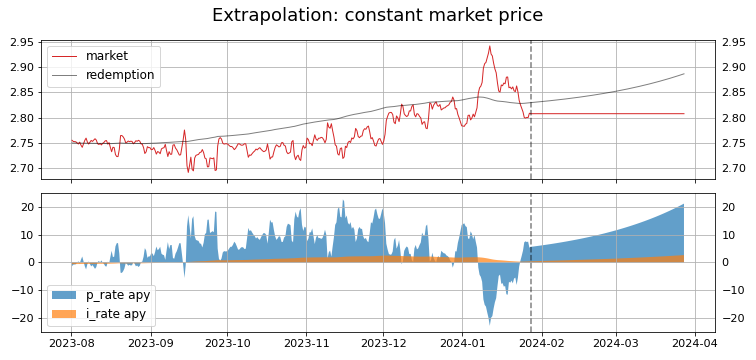 Extrapolation: constant market price
2.95 2.95
market
2.90 2.90
redemption
2.85 2.85
2.80 2.80
2.75 2.75
2.70 2.70
20 20
10 10
0 0
p_rate apy
−10 −10
i_rate apy
−20 −20
2023-08 2023-09 2023-10 2023-11 2023-12 2024-01 2024-02 2024-03 2024-04